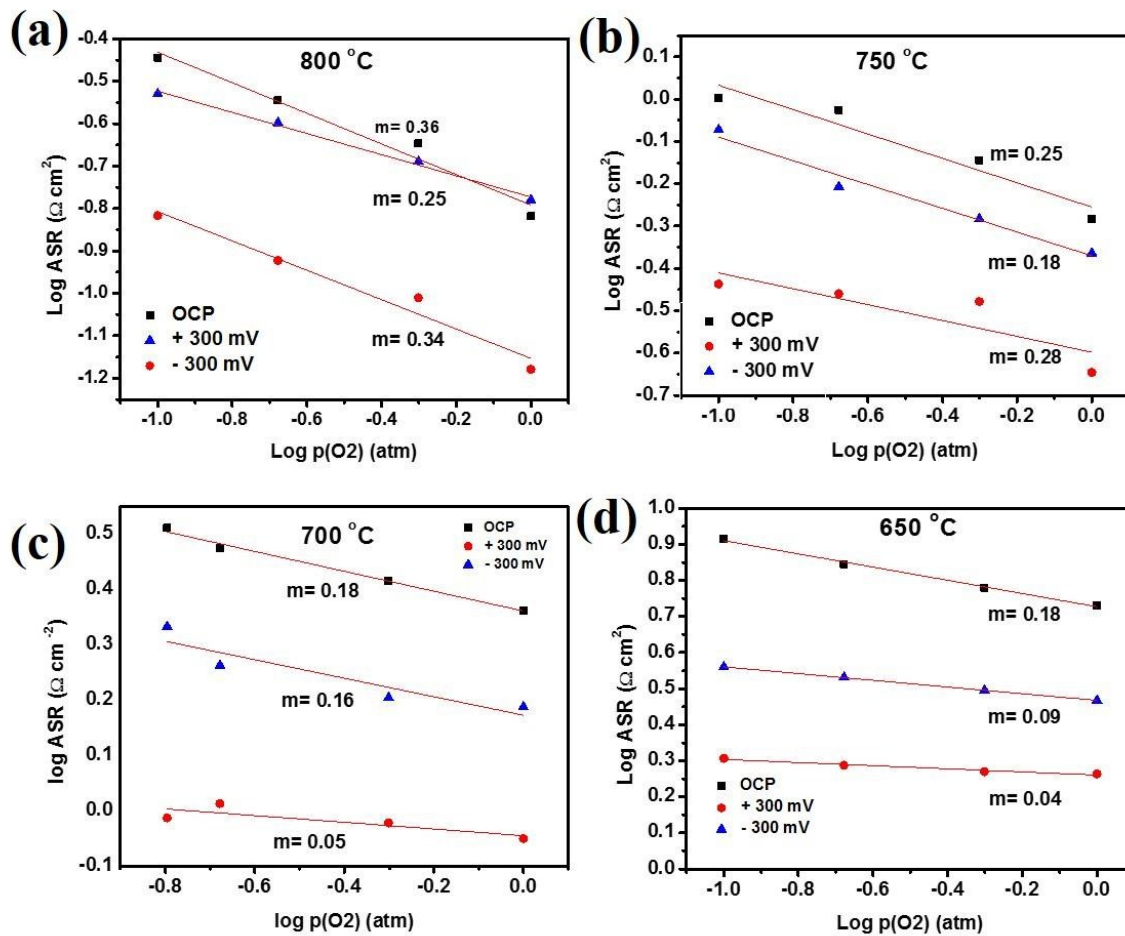 (a)
800 °C
-0.4
-0.5
-0.6
-0.7
-0.8
-0.9
-1.0
-1.1
-1.2
Log ASR (Ω cm²)
m= 0.36
m= 0.25
m= 0.34
OCP
+ 300 mV
- 300 mV
-1.0 -0.8 -0.6 -0.4 -0.2 0.0
Log p(O2) (atm)
(b)
750 °C
0.1
0.0
-0.1
-0.2
-0.3
-0.4
-0.5
-0.6
-0.7
Log ASR (Ω cm²)
m= 0.25
m= 0.18
m= 0.28
OCP
+ 300 mV
- 300 mV
-1.0 -0.8 -0.6 -0.4 -0.2 0.0
Log p(O2) (atm)
(c)
700 °C
0.5
0.4
0.3
0.2
0.1
0.0
-0.1
log ASR (Ω cm⁻²)
OCP
+ 300 mV
- 300 mV
m= 0.18
m= 0.16
m= 0.05
-0.8 -0.6 -0.4 -0.2 0.0
log p(O2) (atm)
(d)
650 °C
1.0
0.9
0.8
0.7
0.6
0.5
0.4
0.3
0.2
0.1
0.0
Log ASR (Ω cm²)
m= 0.18
m= 0.09
m= 0.04
OCP
+ 300 mV
- 300 mV
-1.0 -0.8 -0.6 -0.4 -0.2 0.0
Log p(O2) (atm)